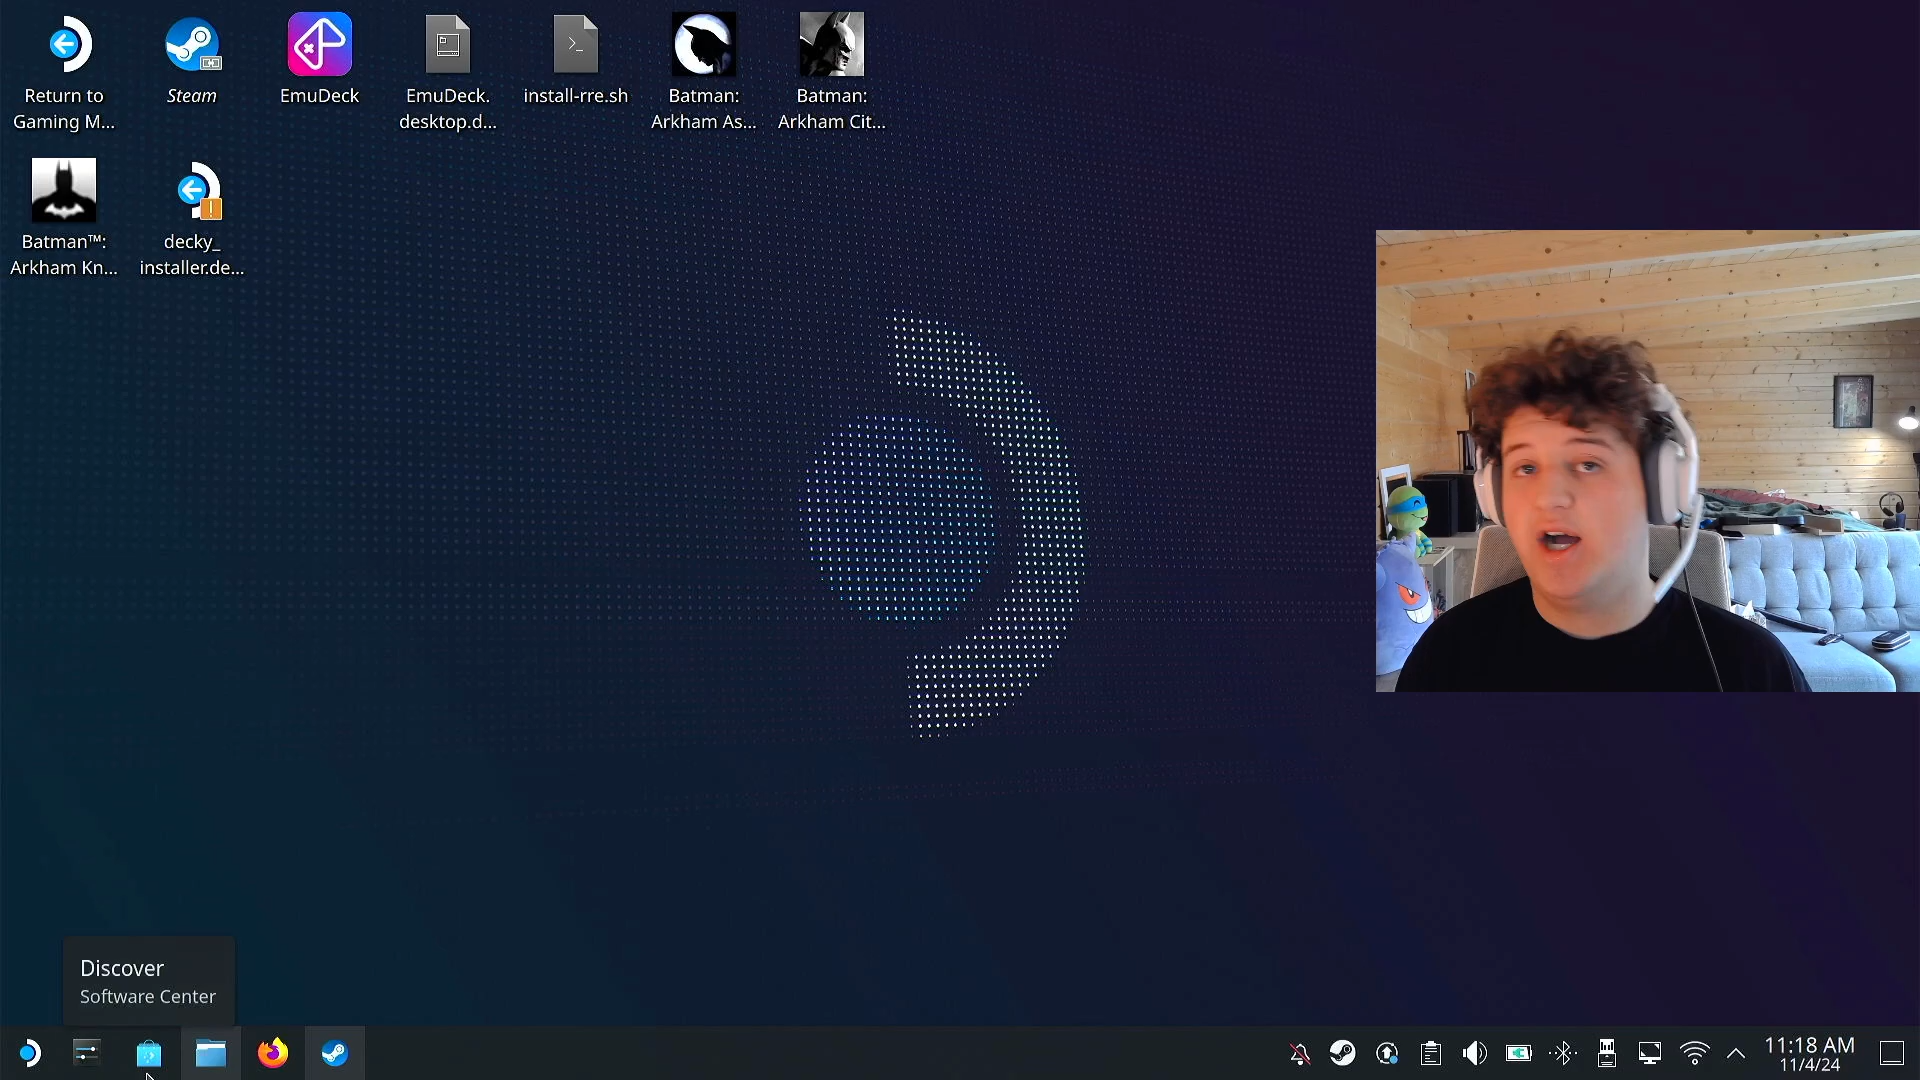 Return to
Gaming M...
Steam
EmuDeck
EmuDeck.
desktop.d...
install-rre.sh
Batman:
Arkham As...
Batman:
Arkham Cit...
Batman™:
Arkham Kn...
decky_
installer.de...
Discover
Software Center
11:18 AM
11/4/24